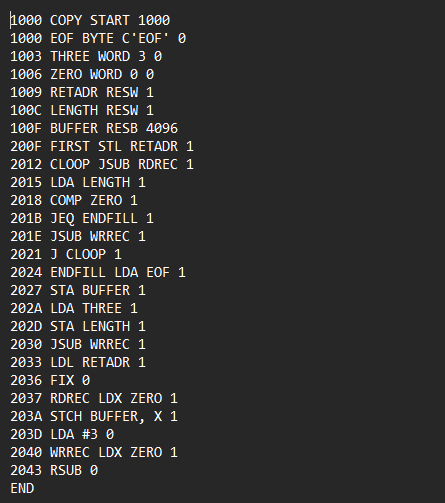 1000 COPY START 1000
1000 EOF BYTE C'EOF' 0
1003 THREE WORD 3 0
1006 ZERO WORD 0 0
1009 RETADR RESW 1
100C LENGTH RESW 1
100F BUFFER RESB 4096
200F FIRST STL RETADR 1
2012 CLOOP JSUB RDREC 1
2015 LDA LENGTH 1
2018 COMP ZERO 1
201B JEQ ENDFILL 1
201E JSUB WRREC 1
2021 J CLOOP 1
2024 ENDFILL LDA EOF 1
2027 STA BUFFER 1
202A LDA THREE 1
202D STA LENGTH 1
2030 JSUB WRREC 1
2033 LDL RETADR 1
2036 FIX 0
2037 RDREC LDX ZERO 1
203A STCH BUFFER, X 1
203D LDA #3 0
2040 WRREC LDX ZERO 1
2043 RSUB 0
END